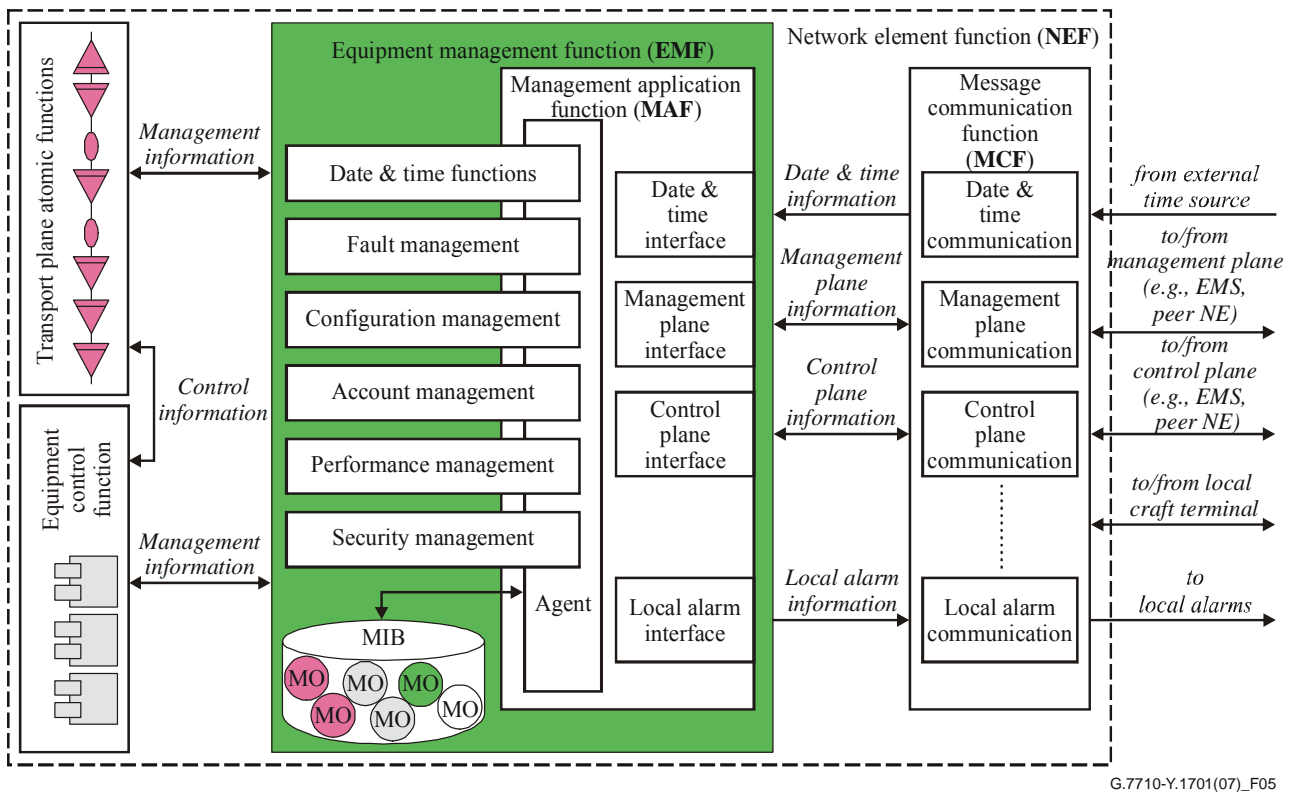 Transport plane atomic functions
Equipment
control
function
Management
information
Control
information
Management
information
Equipment management function (EMF)
Management application
function (MAF)
Date & time functions
Fault management
Configuration management
Account management
Performance management
Security management
Agent
MIB
MO
MO
MO
MO
MO
MO
Date &
time
interface
Management
plane
interface
Control
plane
interface
Local alarm
interface
Date & time
information
Management
plane
information
Control
plane
information
Local alarm
information
Network element function (NEF)
Message
communication
function
(MCF)
Date &
time
communication
Management
plane
communication
Control
plane
communication
Local alarm
communication
from external
time source
to/from
management plane
(e.g., EMS,
peer NE)
to/from
control plane
(e.g., EMS,
peer NE)
to/from local
craft terminal
to
local alarms
G.7710-Y.1701(07)_F05